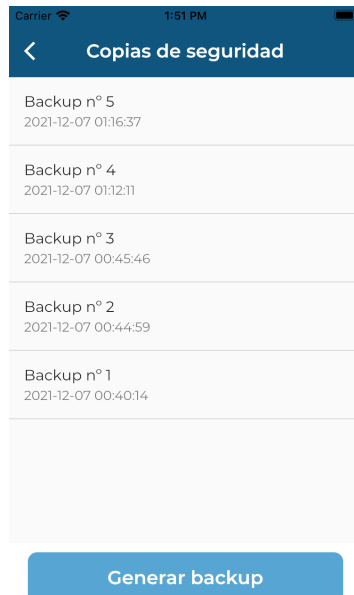 Carrier 1:51 PM
Copias de seguridad
Backup nº 5
2021-12-07 01:16:37
Backup nº 4
2021-12-07 01:12:11
Backup nº 3
2021-12-07 00:45:46
Backup nº 2
2021-12-07 00:44:59
Backup nº 1
2021-12-07 00:40:14
Generar backup